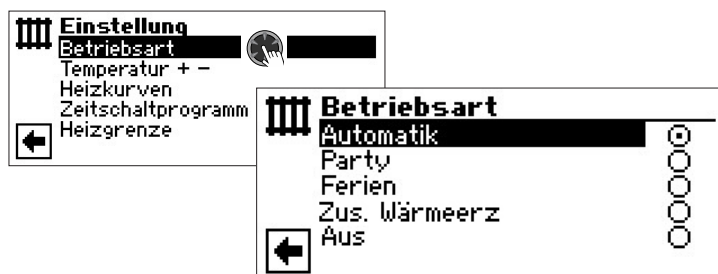 Einstellung
Betriebsart
Temperatur + −
Heizkurven
Zeitschaltprogramm
Heizgrenze
Betriebsart
Automatik
Party
Ferien
Zus. Wärmeerz
Aus